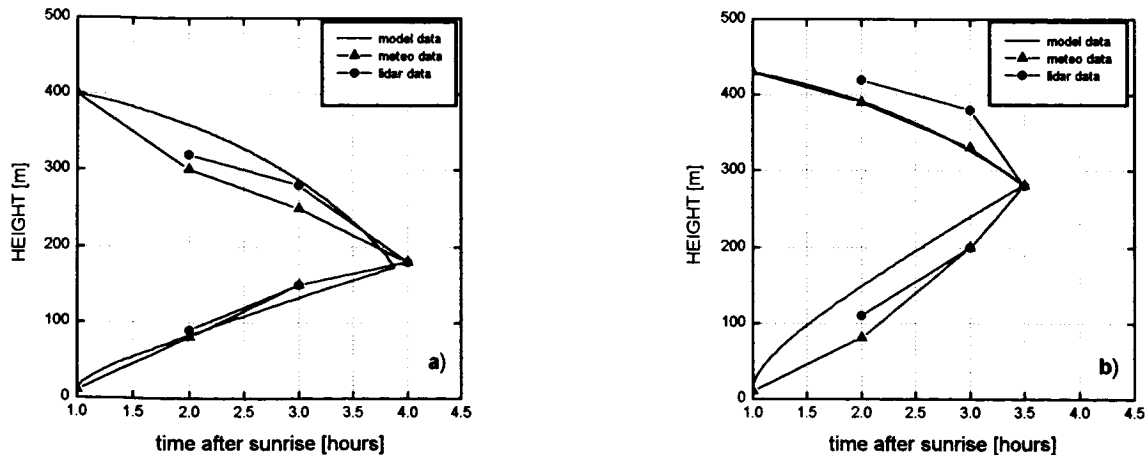 500
400
300
200
100
0
HEIGHT [m]
model data
meteo data
lidar data
a)
1.0 1.5 2.0 2.5 3.0 3.5 4.0 4.5
time after sunrise [hours]
500
400
300
200
100
0
HEIGHT [m]
model data
meteo data
lidar data
b)
1.0 1.5 2.0 2.5 3.0 3.5 4.0 4.5
time after sunrise [hours]